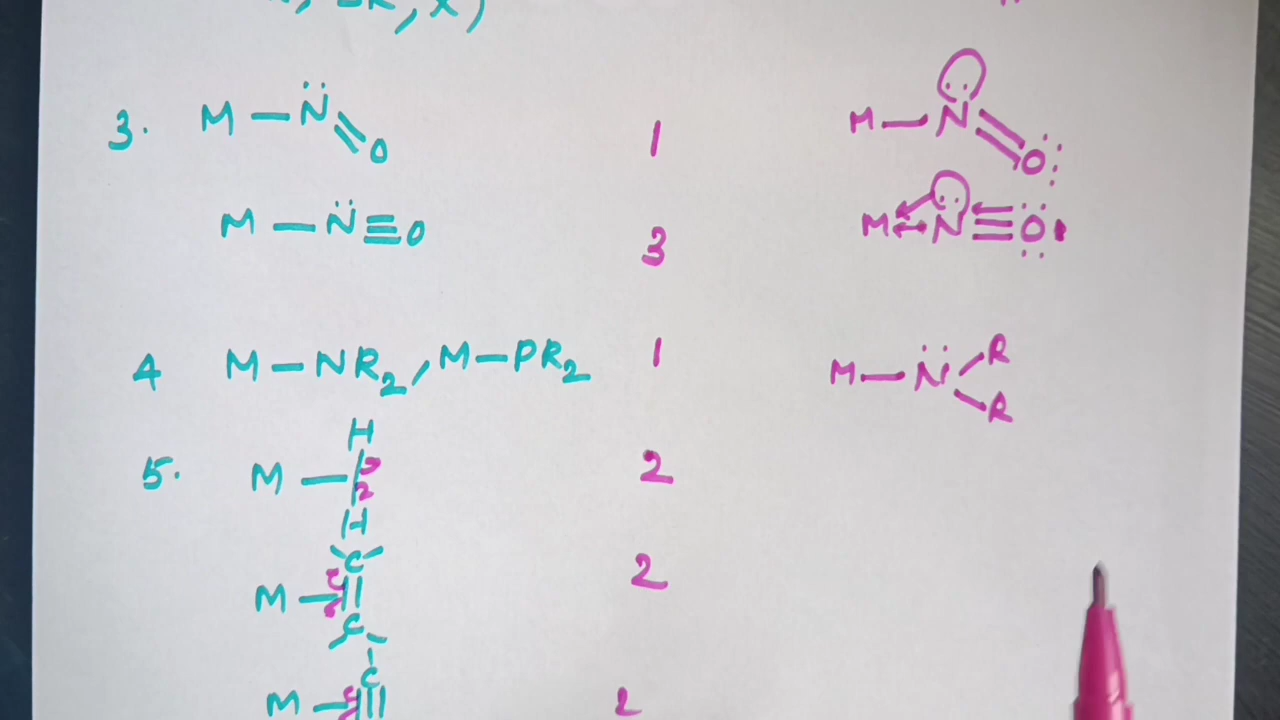 3. M — N̈ = O 1 M — N̈ = O
M — N̈ ≡ O 3 M N̈ ≡ O
4 M — NR₂, M — PR₂ 1 M — N̈ R R
H
5. M — 2
H
C
M — 2
C
C
M — 2